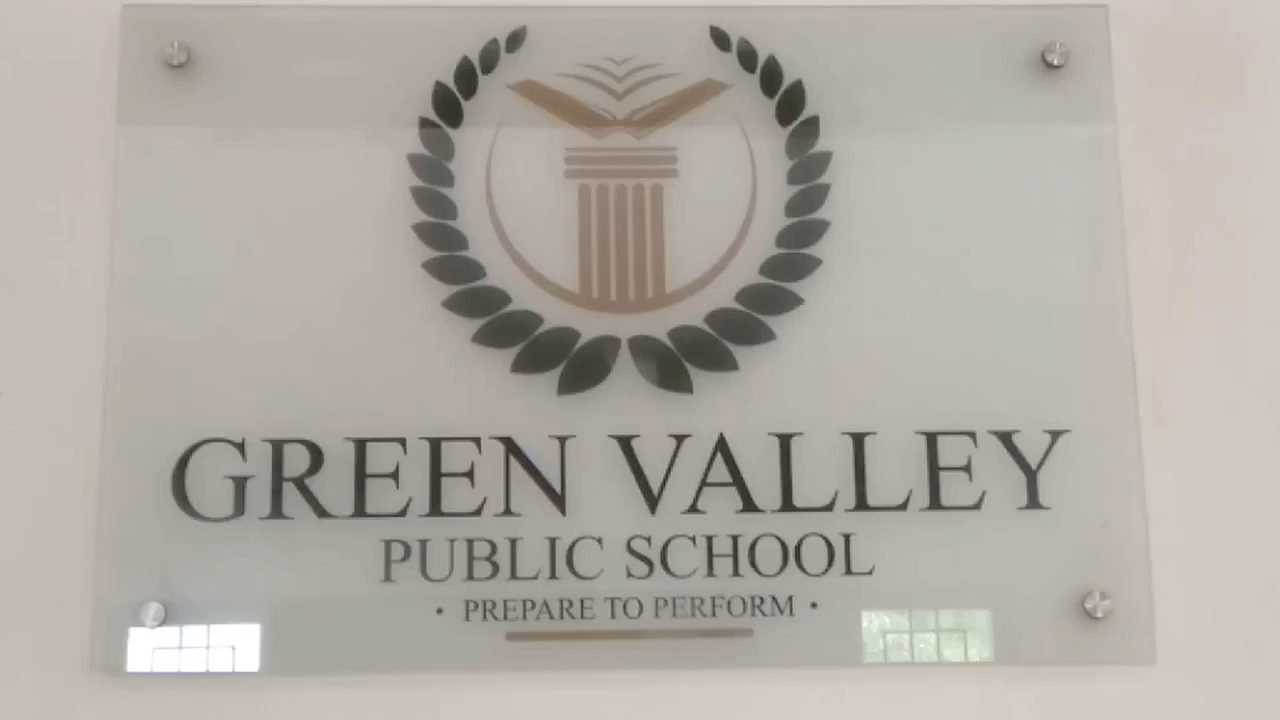 GREEN VALLEY
PUBLIC SCHOOL
• PREPARE TO PERFORM •